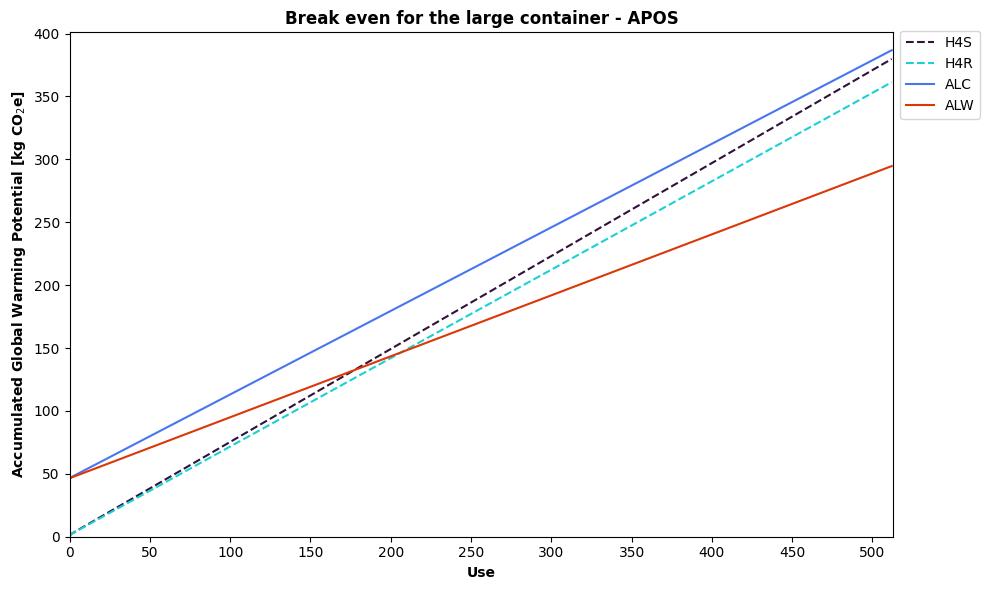 Break even for the large container - APOS
Accumulated Global Warming Potential [kg CO₂e]
400
350
300
250
200
150
100
50
0
0 50 100 150 200 250 300 350 400 450 500
Use
H4S
H4R
ALC
ALW